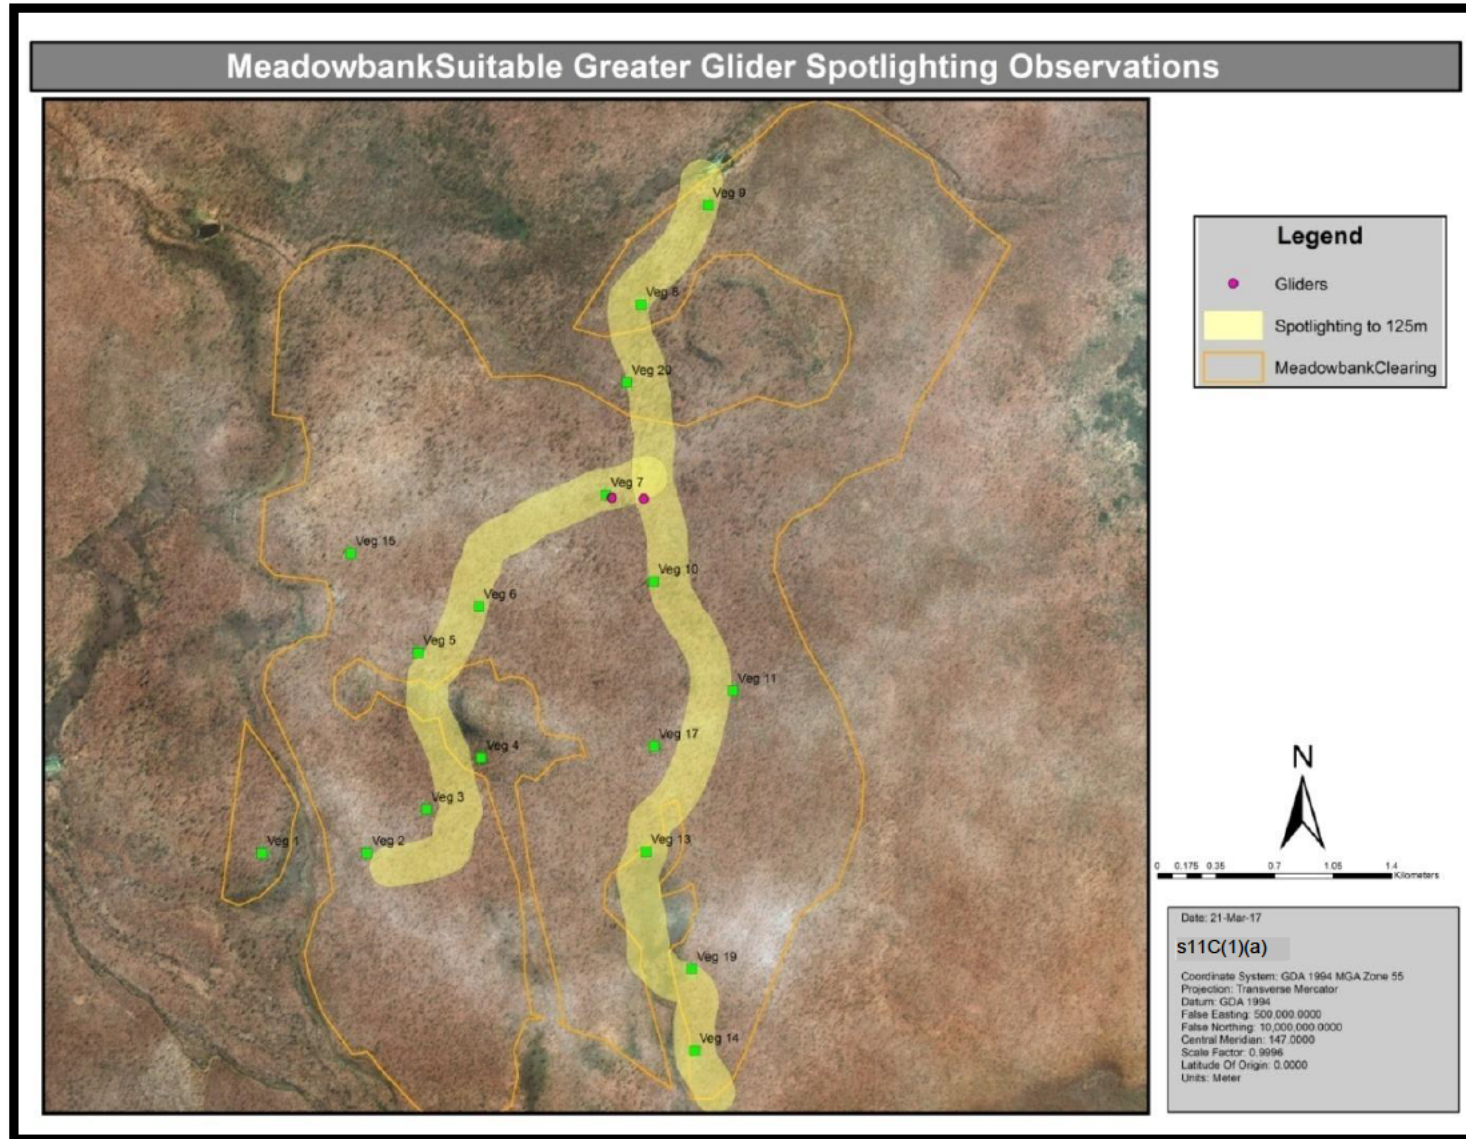 MeadowbankSuitable Greater Glider Spotlighting Observations
Veg 9
Veg 8
Veg 20
Veg 7
Veg 15
Veg 10
Veg 6
Veg 5
Veg 11
Veg 17
Veg 4
Veg 3
Veg 13
Veg 1
Veg 2
Veg 19
Veg 14
Legend
Gliders
Spotlighting to 125m
MeadowbankClearing
N
0 0.175 0.35 0.7 1.05 1.4
Kilometers
Date: 21-Mar-17
s11C(1)(a)
Coordinate System: GDA 1994 MGA Zone 55
Projection: Transverse Mercator
Datum: GDA 1994
False Easting: 500,000.0000
False Northing: 10,000,000.0000
Central Meridian: 147.0000
Scale Factor: 0.9996
Latitude Of Origin: 0.0000
Units: Meter